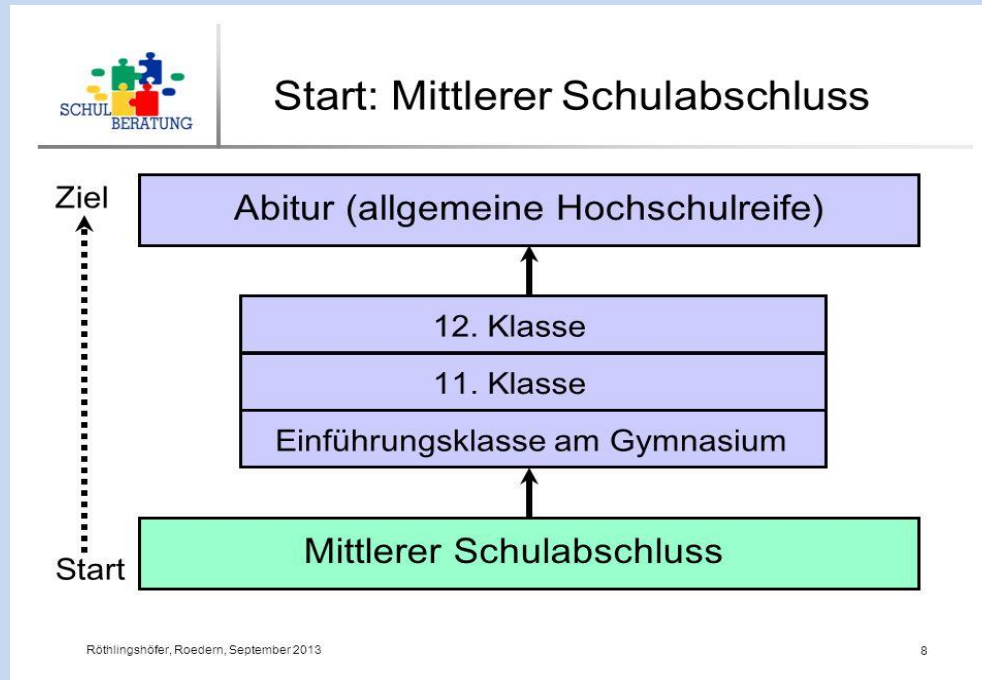 SCHUL
BERATUNG
Start: Mittlerer Schulabschluss
Ziel
Abitur (allgemeine Hochschulreife)
12. Klasse
11. Klasse
Einführungsklasse am Gymnasium
Mittlerer Schulabschluss
Start
Röthlingshöfer, Roedern, September 2013
8